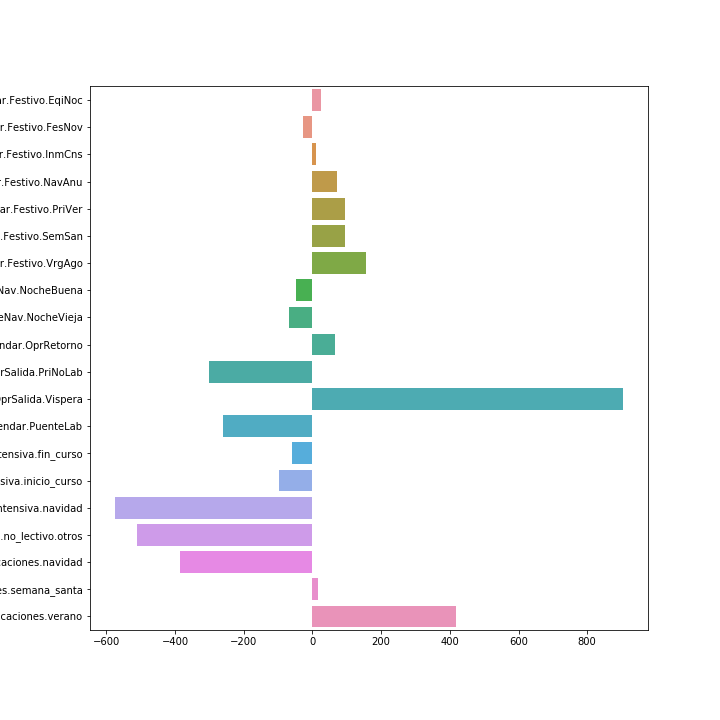 ar.Festivo.EqiNoc
r.Festivo.FesNov
r.Festivo.InmCns
r.Festivo.NavAnu
ar.Festivo.PriVer
.Festivo.SemSan
r.Festivo.VrgAgo
Nav.NocheBuena
eNav.NocheVieja
ndar.OprRetorno
rSalida.PriNoLab
OprSalida.Vispera
endar.PuenteLab
tensiva.fin_curso
siva.inicio_curso
ntensiva.navidad
.no_lectivo.otros
caciones.navidad
es.semana_santa
caciones.verano
−600 −400 −200 0 200 400 600 800